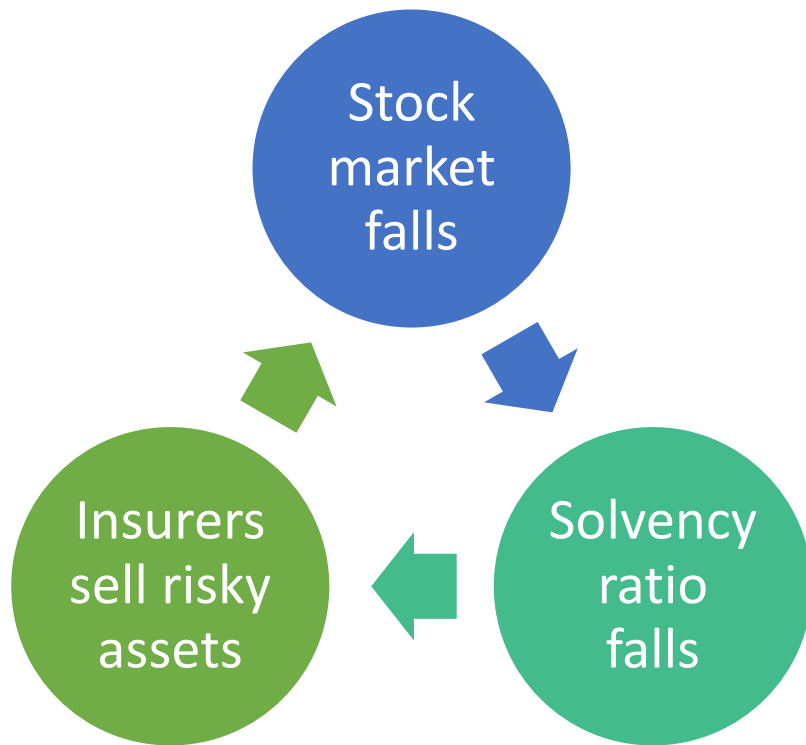 Stock
market
falls
Solvency
ratio
falls
Insurers
sell risky
assets